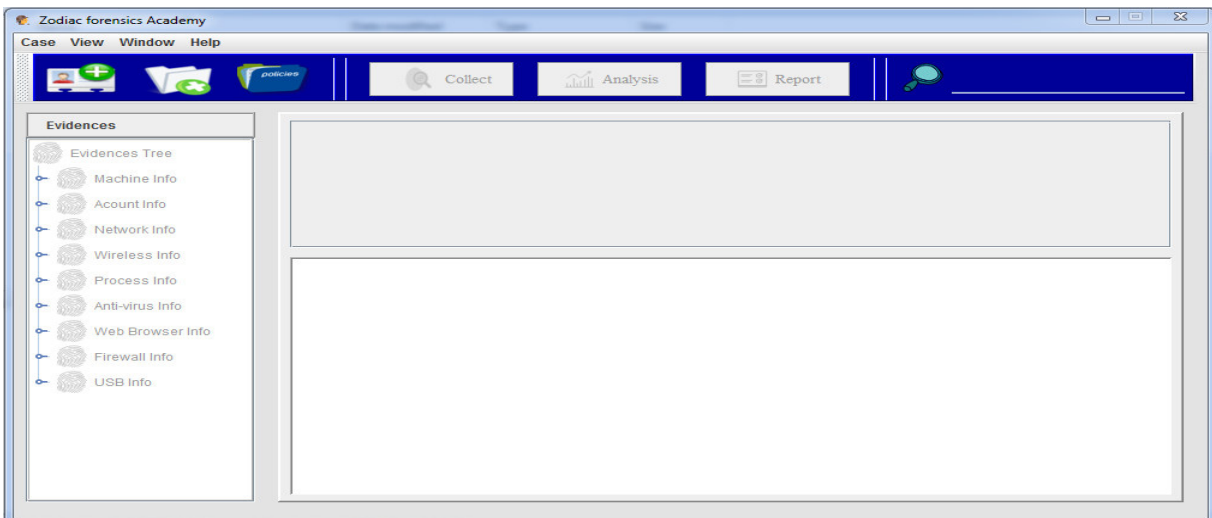 Zodiac forensics Academy
Case View Window Help
policies
Collect Analysis Report
Evidences
Evidences Tree
Machine Info
Acount Info
Network Info
Wireless Info
Process Info
Anti-virus Info
Web Browser Info
Firewall Info
USB Info